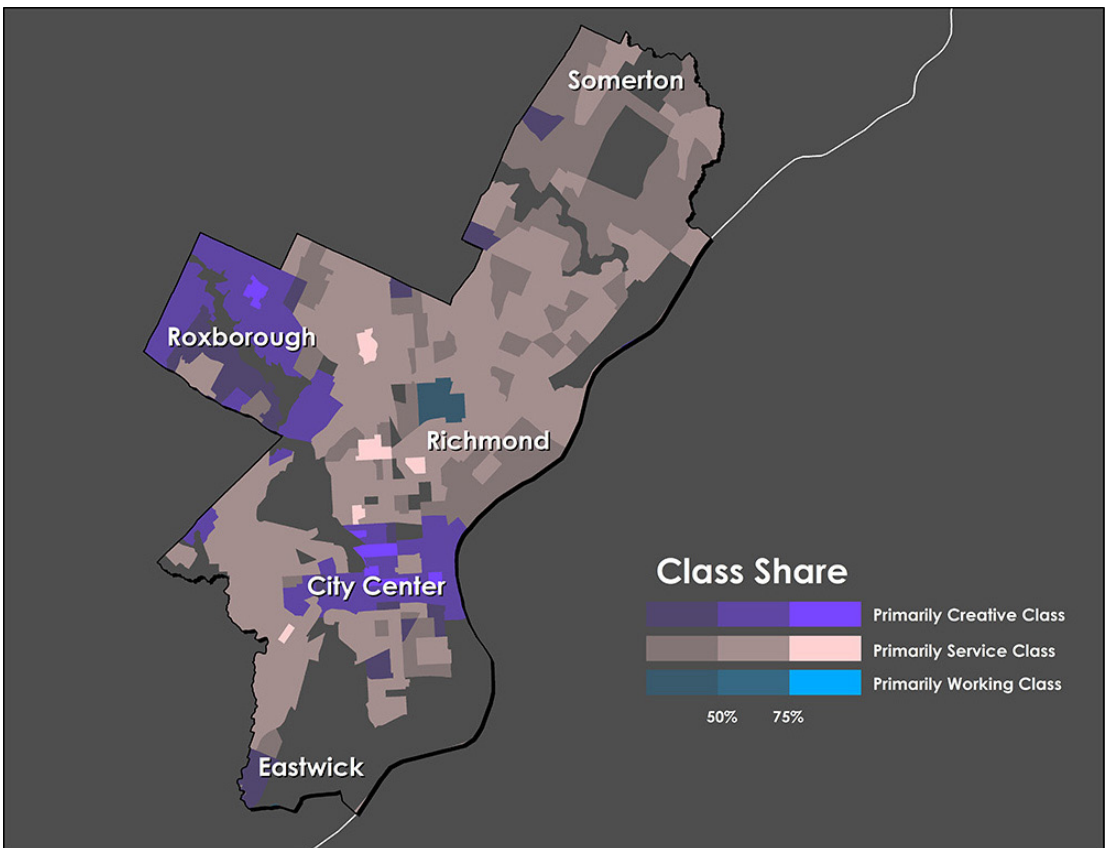 Somerton
Roxborough
Richmond
City Center
Eastwick
Class Share
Primarily Creative Class
Primarily Service Class
Primarily Working Class
50% 75%